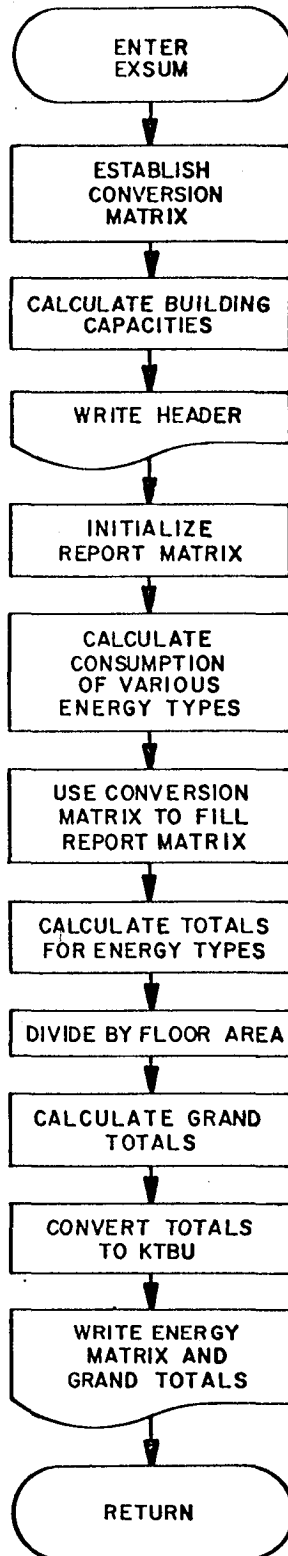 ENTER
EXSUM
ESTABLISH
CONVERSION
MATRIX
CALCULATE BUILDING
CAPACITIES
WRITE HEADER
INITIALIZE
REPORT MATRIX
CALCULATE
CONSUMPTION
OF VARIOUS
ENERGY TYPES
USE CONVERSION
MATRIX TO FILL
REPORT MATRIX
CALCULATE TOTALS
FOR ENERGY TYPES
DIVIDE BY FLOOR AREA
CALCULATE GRAND
TOTALS
CONVERT TOTALS
TO KTBU
WRITE ENERGY
MATRIX AND
GRAND TOTALS
RETURN